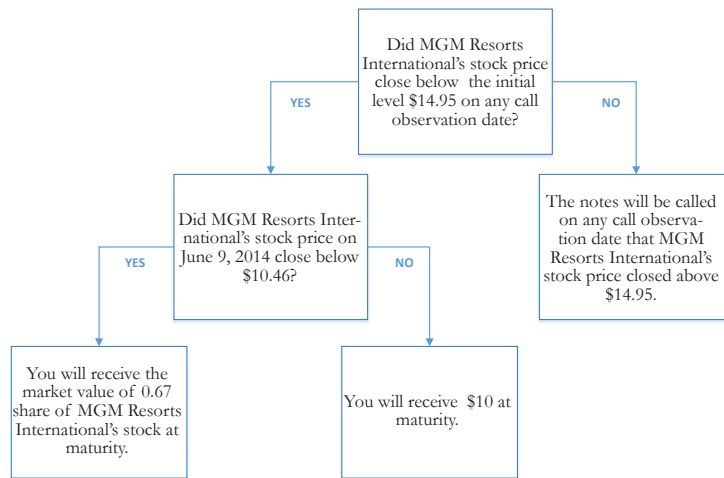 Did MGM Resorts
International's stock price
close below the initial
level $14.95 on any call
observation date?
YES
NO
Did MGM Resorts Inter-
national's stock price on
June 9, 2014 close below
$10.46?
The notes will be called
on any call observa-
tion date that MGM
Resorts International's
stock price closed above
$14.95.
YES
NO
You will receive the
market value of 0.67
share of MGM Resorts
International's stock at
maturity.
You will receive $10 at
maturity.